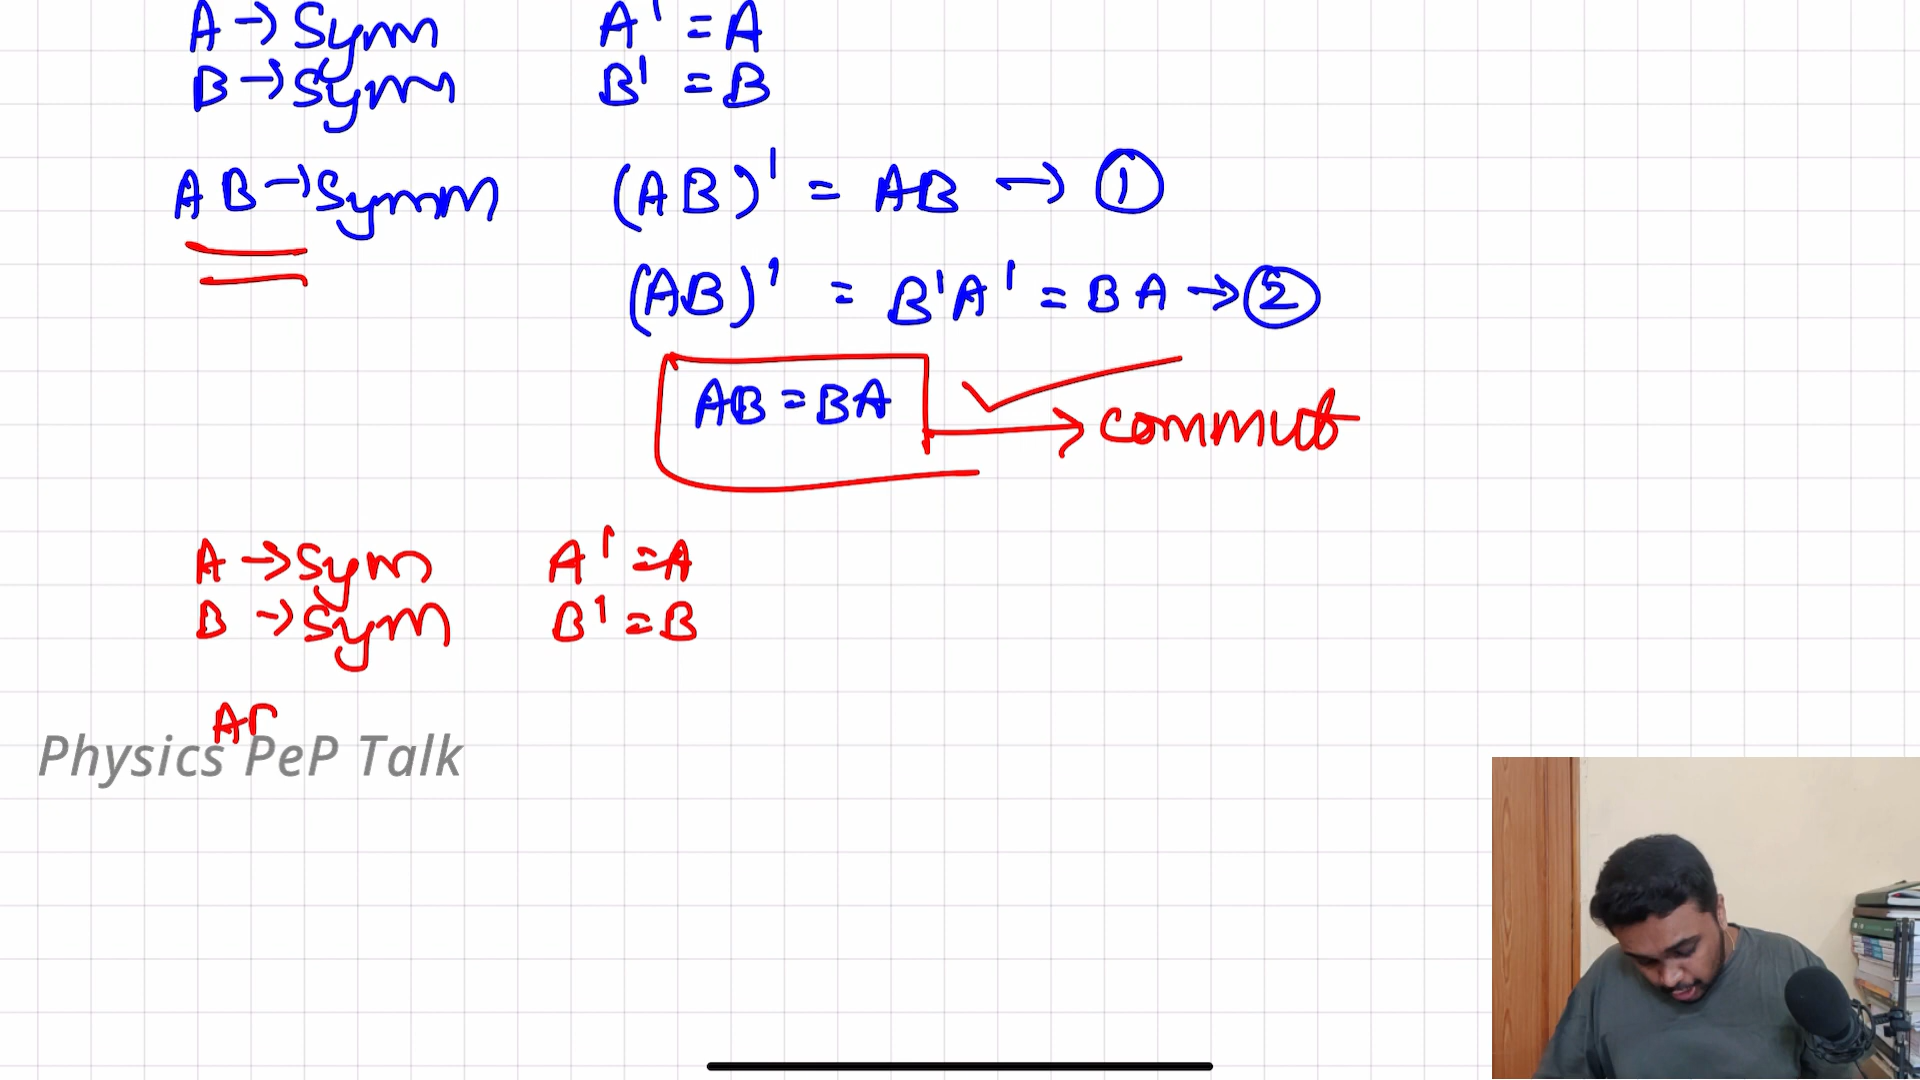 A → Sym A' = A
B → Sym B' = B
AB → Symm (AB)' = AB → ①
(AB)' = B'A' = BA → ②
AB = BA → commut
A → Sym A' = A
B → Sym B' = B
Physics PeP Talk